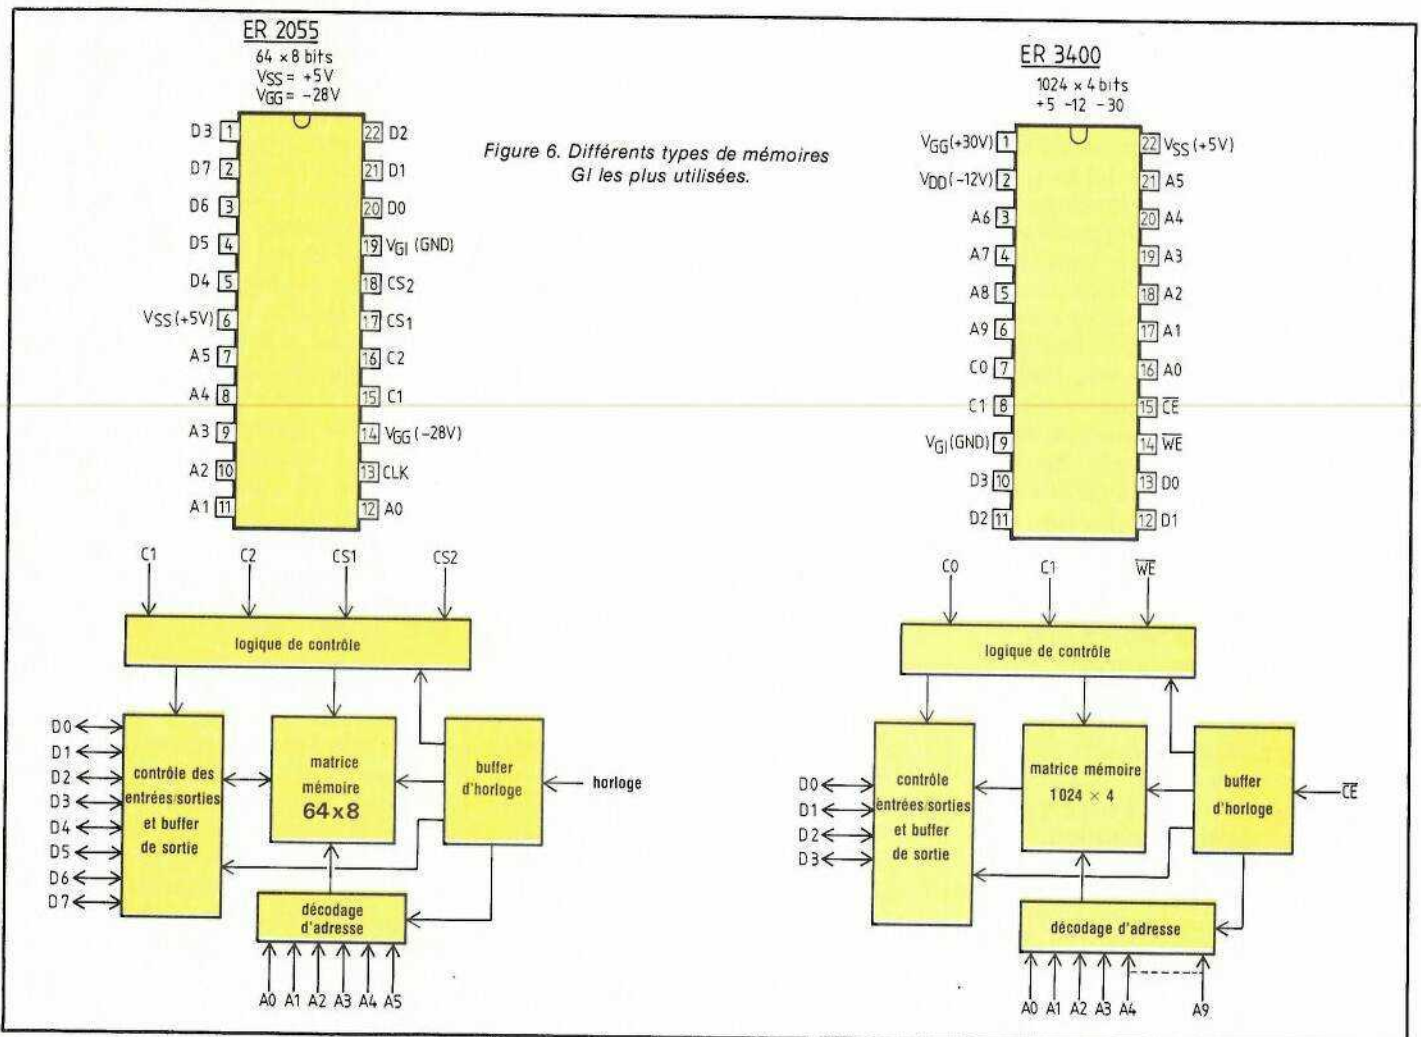 ER 2055
64 × 8 bits
VSS = +5V
VGG = -28V
D3 1
D7 2
D6 3
D5 4
D4 5
VSS (+5V) 6
A5 7
A4 8
A3 9
A2 10
A1 11
22 D2
21 D1
20 D0
19 VGI (GND)
18 CS2
17 CS1
16 C2
15 C1
14 VGG (-28V)
13 CLK
12 A0
Figure 6. Différents types de mémoires
GI les plus utilisées.
ER 3400
1024 × 4 bits
+5 -12 -30
VGG (+30V) 1
VDD (-12V) 2
A6 3
A7 4
A8 5
A9 6
C0 7
C1 8
VGI (GND) 9
D3 10
D2 11
22 VSS (+5V)
21 A5
20 A4
19 A3
18 A2
17 A1
16 A0
15 C̅E̅
14 W̅E̅
13 D0
12 D1
C1 C2 CS1 CS2
logique de contrôle
D0
D1
D2
D3
D4
D5
D6
D7
contrôle des
entrées/sorties
et buffer
de sortie
matrice
mémoire
64x8
buffer
d'horloge
horloge
décodage
d'adresse
A0 A1 A2 A3 A4 A5
C0 C1 W̅E̅
logique de contrôle
D0
D1
D2
D3
contrôle
entrées/sorties
et buffer
de sortie
matrice mémoire
1024 × 4
buffer
d'horloge
C̅E̅
décodage d'adresse
A0 A1 A2 A3 A4 A9